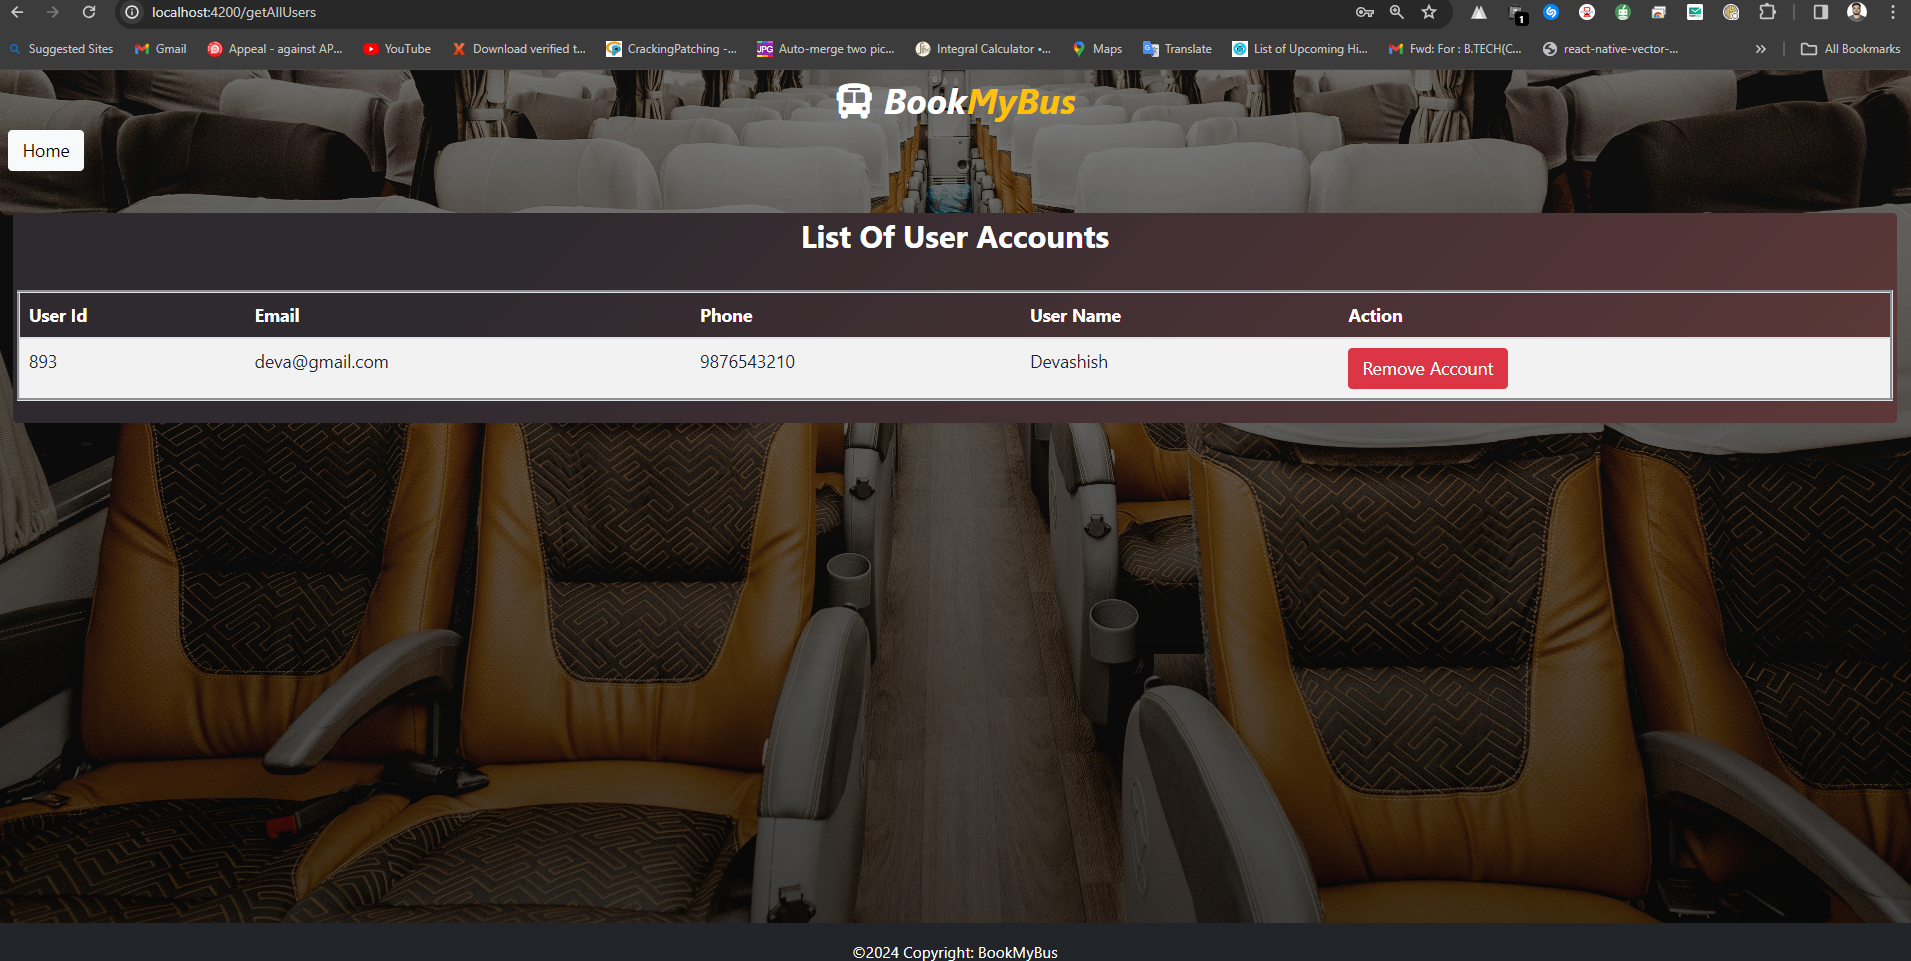 localhost:4200/getAllUsers
1
Suggested Sites Gmail Appeal - against AP... YouTube Download verified t... CrackingPatching -... JPG Auto-merge two pic... Integral Calculator •... Maps Translate List of Upcoming Hi... Fwd: For : B.TECH(C... react-native-vector-... » All Bookmarks
BookMyBus
Home
List Of User Accounts
User Id Email Phone User Name Action
893 deva@gmail.com 9876543210 Devashish Remove Account
©2024 Copyright: BookMyBus